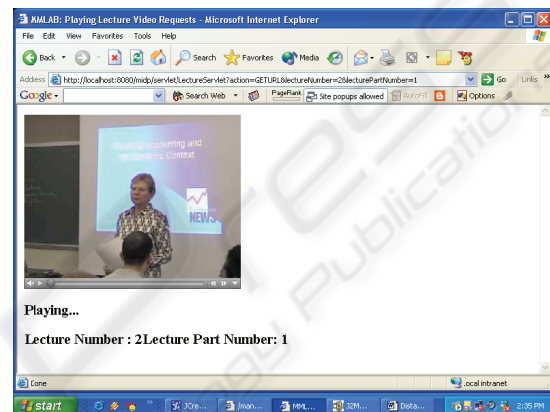 MMLAB: Playing Lecture Video Requests - Microsoft Internet Explorer
File Edit View Favorites Tools Help
Back Search Favorites Media
Address http://localhost:8080/midp/servlet/LectureServlet?action=GETURL&lectureNumber=2&lecturePartNumber=1 Go Links »
Google Search Web PageRank Site popups allowed AutoFill Options
Accounting and
Economic Context
NEWS
Playing...
Lecture Number : 2Lecture Part Number: 1
Done Local intranet
start » JCre... /man... MML... J2M... Dista... 2:35 PM